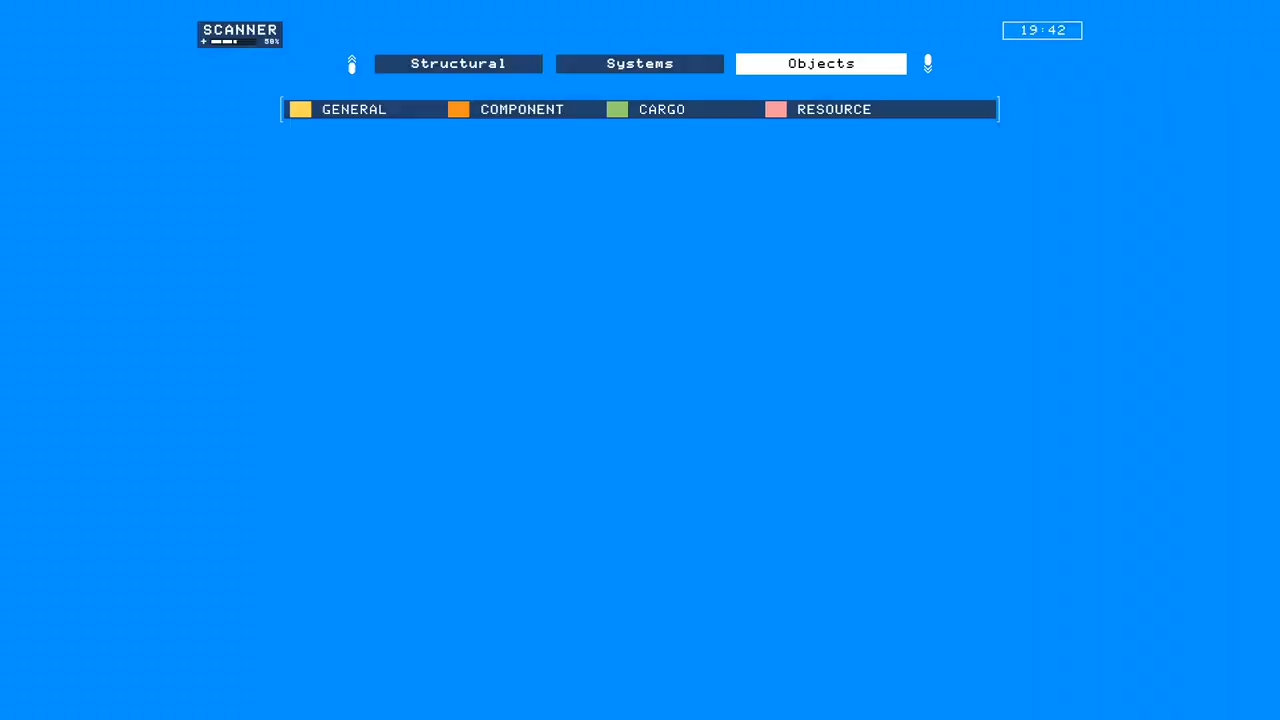 SCANNER
58%
19:42
Structural Systems Objects
GENERAL COMPONENT CARGO RESOURCE